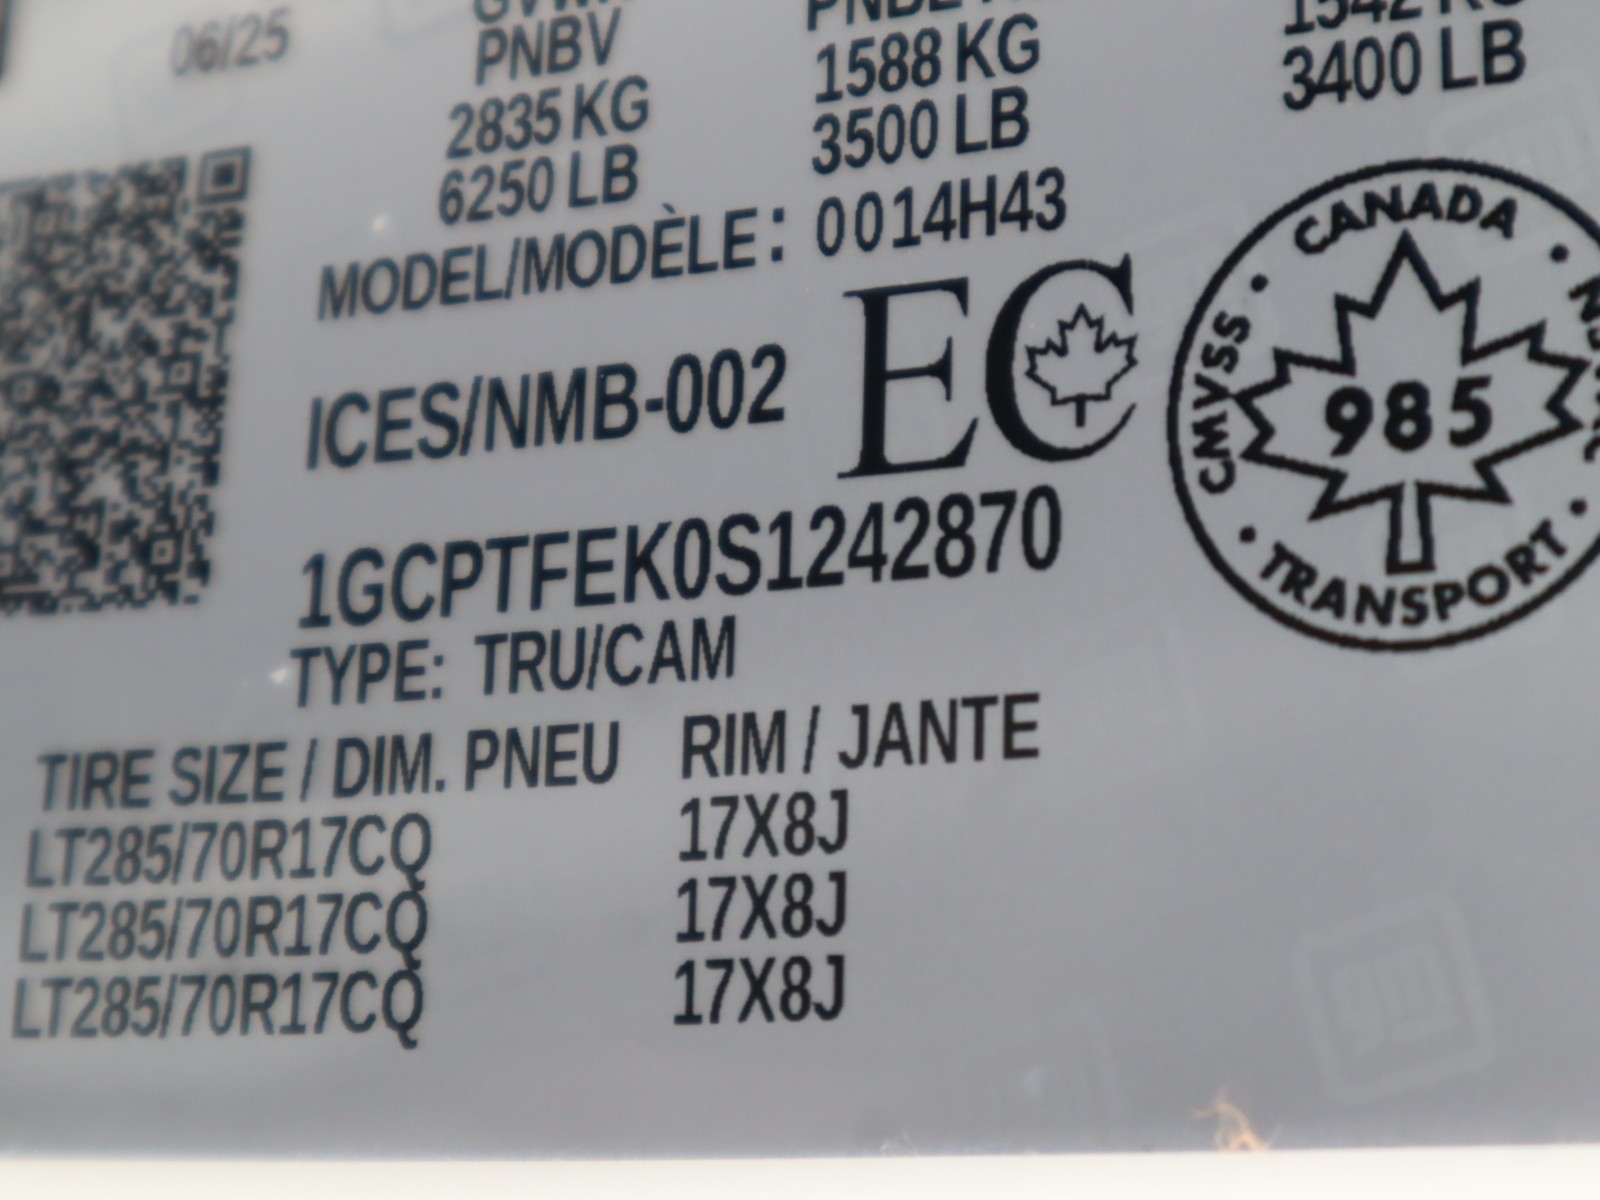 06/25
PNBV
2835 KG
6250 LB
1588 KG
3500 LB
3400 LB
MODEL/MODÈLE: 0014H43
ICES/NMB-002 EC
CANADA
CMVSS
985
TRANSPORT
1GCPTFEK0S1242870
TYPE: TRU/CAM
TIRE SIZE / DIM. PNEU RIM / JANTE
LT285/70R17CQ 17X8J
LT285/70R17CQ 17X8J
LT285/70R17CQ 17X8J
gm